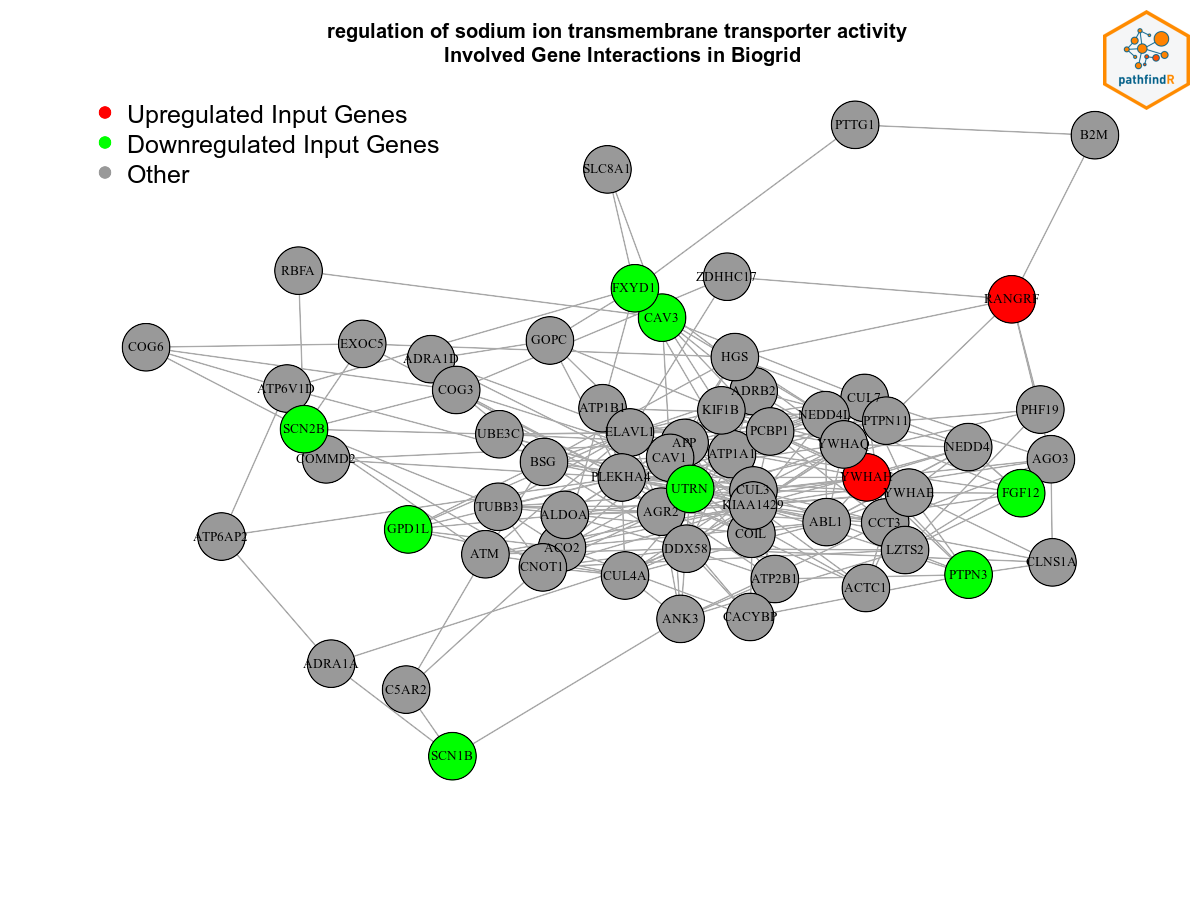 regulation of sodium ion transmembrane transporter activity
Involved Gene Interactions in Biogrid
pathfindR
Upregulated Input Genes
Downregulated Input Genes
Other
PTTG1
B2M
SLC8A1
RBFA
ZDHHC17
FXYD1
RANGRF
CAV3
COG6
EXOC5
GOPC
ADRA1D
HGS
ATP6V1D
COG3
ADRB2
CUL7
ATP1B1
KIF1B
PHF19
NEDD4L
PTPN11
SCN2B
UBE3C
ELAVL1
PCBP1
APP
YWHAQ
NEDD4
COMMD2
BSG
CAV1
ATP1A1
AGO3
PLEKHA4
YWHAH
UTRN
CUL3
YWHAE
FGF12
TUBB3
KIAA1429
ALDOA
AGR2
GPD1L
ABL1
CCT3
ATP6AP2
COIL
ATM
ACO2
DDX58
LZTS2
CNOT1
CLNS1A
CUL4A
ATP2B1
PTPN3
ACTC1
ANK3
CACYBP
ADRA1A
C5AR2
SCN1B